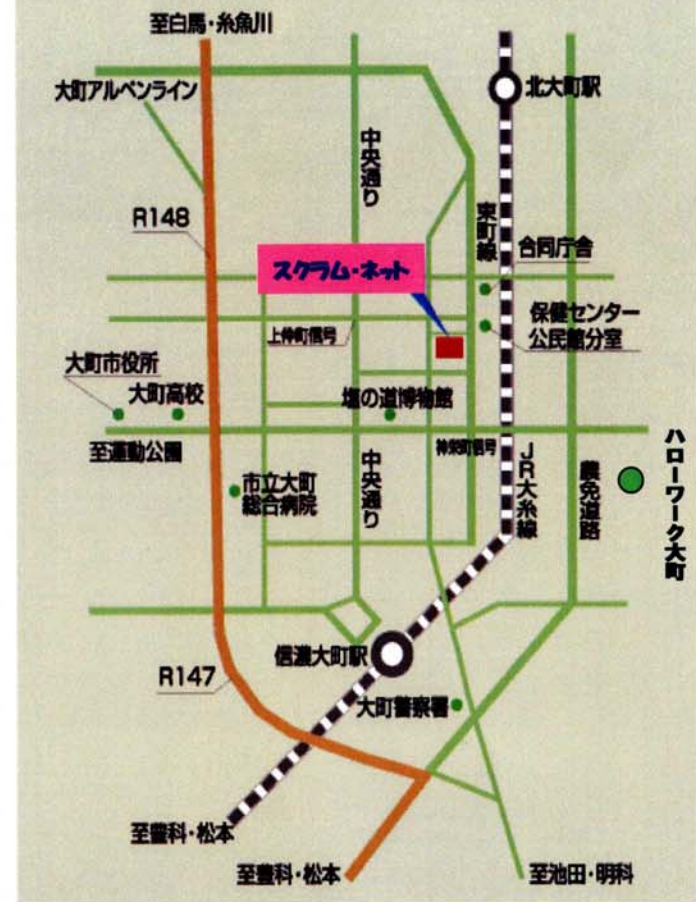 至白馬・糸魚川
大町アルペンライン
北大町駅
中央通り
R148
東町線
合同庁舎
スクラム・ネット
保健センター
公民館分室
上仲町信号
大町市役所
大町高校
塩の道博物館
至運動公園
神栄町信号
ハローワーク大町
中央通り
JR大糸線
農免道路
市立大町
総合病院
信濃大町駅
R147
大町警察署
至豊科・松本
至豊科・松本
至池田・明科